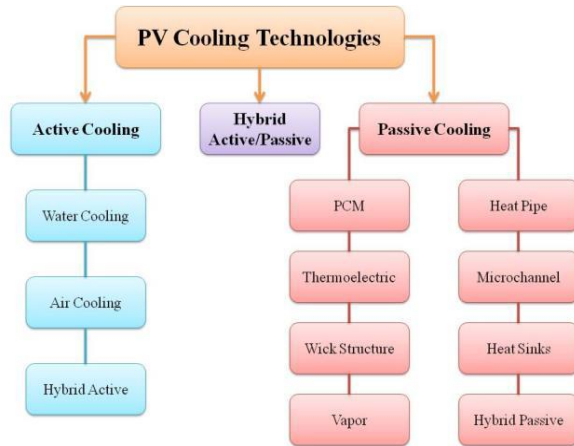 PV Cooling Technologies
Active Cooling
Hybrid
Active/Passive
Passive Cooling
Water Cooling
Air Cooling
Hybrid Active
PCM
Thermoelectric
Wick Structure
Vapor
Heat Pipe
Microchannel
Heat Sinks
Hybrid Passive